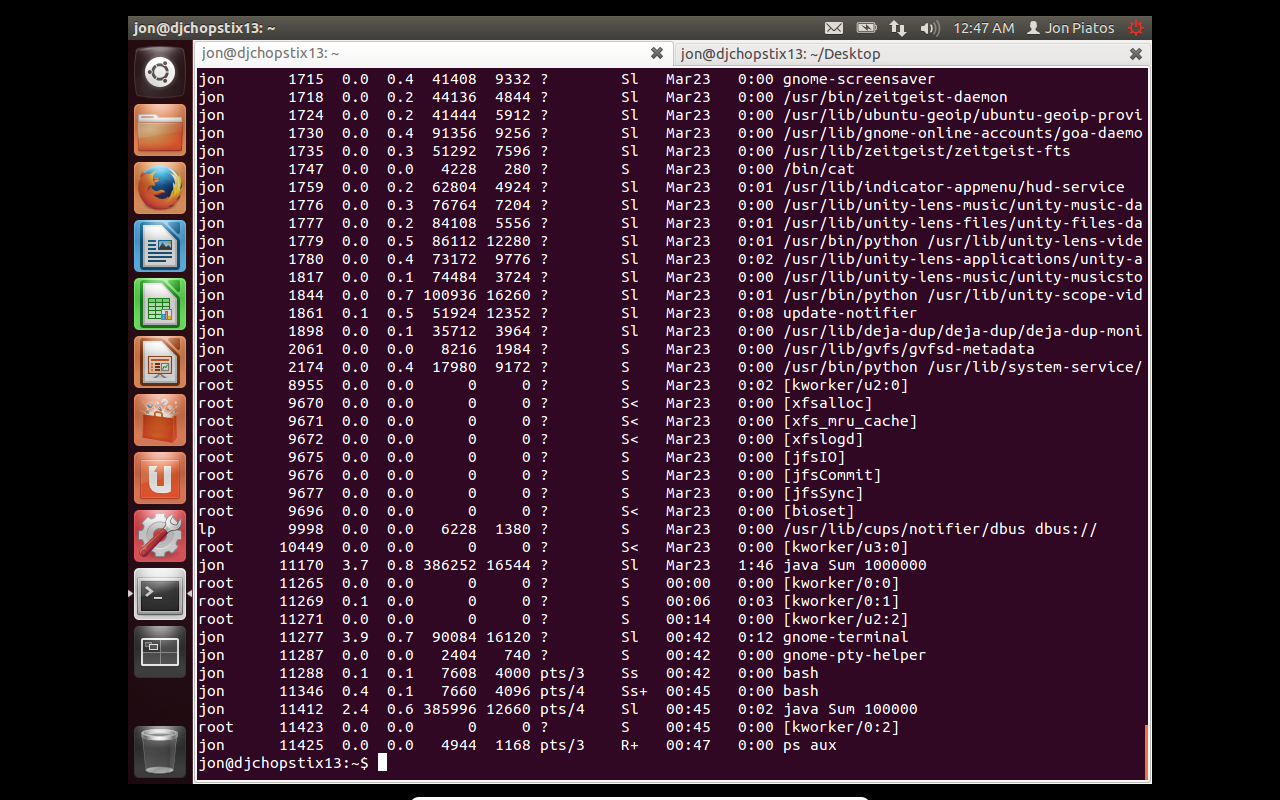 jon@djchopstix13: ~ 12:47 AM Jon Piatos
jon@djchopstix13: ~ jon@djchopstix13: ~/Desktop
jon 1715 0.0 0.4 41408 9332 ? Sl Mar23 0:00 gnome-screensaver
jon 1718 0.0 0.2 44136 4844 ? Sl Mar23 0:00 /usr/bin/zeitgeist-daemon
jon 1724 0.0 0.2 41444 5912 ? Sl Mar23 0:00 /usr/lib/ubuntu-geoip/ubuntu-geoip-provi
jon 1730 0.0 0.4 91356 9256 ? Sl Mar23 0:00 /usr/lib/gnome-online-accounts/goa-daemo
jon 1735 0.0 0.3 51292 7596 ? Sl Mar23 0:00 /usr/lib/zeitgeist/zeitgeist-fts
jon 1747 0.0 0.0 4228 280 ? S Mar23 0:00 /bin/cat
jon 1759 0.0 0.2 62804 4924 ? Sl Mar23 0:01 /usr/lib/indicator-appmenu/hud-service
jon 1776 0.0 0.3 76764 7204 ? Sl Mar23 0:00 /usr/lib/unity-lens-music/unity-music-da
jon 1777 0.0 0.2 84108 5556 ? Sl Mar23 0:01 /usr/lib/unity-lens-files/unity-files-da
jon 1779 0.0 0.5 86112 12280 ? Sl Mar23 0:01 /usr/bin/python /usr/lib/unity-lens-vide
jon 1780 0.0 0.4 73172 9776 ? Sl Mar23 0:02 /usr/lib/unity-lens-applications/unity-a
jon 1817 0.0 0.1 74484 3724 ? Sl Mar23 0:00 /usr/lib/unity-lens-music/unity-musicsto
jon 1844 0.0 0.7 100936 16260 ? Sl Mar23 0:01 /usr/bin/python /usr/lib/unity-scope-vid
jon 1861 0.1 0.5 51924 12352 ? Sl Mar23 0:08 update-notifier
jon 1898 0.0 0.1 35712 3964 ? Sl Mar23 0:00 /usr/lib/deja-dup/deja-dup/deja-dup-moni
jon 2061 0.0 0.0 8216 1984 ? S Mar23 0:00 /usr/lib/gvfs/gvfsd-metadata
root 2174 0.0 0.4 17980 9172 ? S Mar23 0:00 /usr/bin/python /usr/lib/system-service/
root 8955 0.0 0.0 0 0 ? S Mar23 0:02 [kworker/u2:0]
root 9670 0.0 0.0 0 0 ? S< Mar23 0:00 [xfsalloc]
root 9671 0.0 0.0 0 0 ? S< Mar23 0:00 [xfs_mru_cache]
root 9672 0.0 0.0 0 0 ? S< Mar23 0:00 [xfslogd]
root 9675 0.0 0.0 0 0 ? S Mar23 0:00 [jfsIO]
root 9676 0.0 0.0 0 0 ? S Mar23 0:00 [jfsCommit]
root 9677 0.0 0.0 0 0 ? S Mar23 0:00 [jfsSync]
root 9696 0.0 0.0 0 0 ? S< Mar23 0:00 [bioset]
lp 9998 0.0 0.0 6228 1380 ? S Mar23 0:00 /usr/lib/cups/notifier/dbus dbus://
root 10449 0.0 0.0 0 0 ? S< Mar23 0:00 [kworker/u3:0]
jon 11170 3.7 0.8 386252 16544 ? Sl Mar23 1:46 java Sum 1000000
root 11265 0.0 0.0 0 0 ? S 00:00 0:00 [kworker/0:0]
root 11269 0.1 0.0 0 0 ? S 00:06 0:03 [kworker/0:1]
root 11271 0.0 0.0 0 0 ? S 00:14 0:00 [kworker/u2:2]
jon 11277 3.9 0.7 90084 16120 ? Sl 00:42 0:12 gnome-terminal
jon 11287 0.0 0.0 2404 740 ? S 00:42 0:00 gnome-pty-helper
jon 11288 0.1 0.1 7608 4000 pts/3 Ss 00:42 0:00 bash
jon 11346 0.4 0.1 7660 4096 pts/4 Ss+ 00:45 0:00 bash
jon 11412 2.4 0.6 385996 12660 pts/4 Sl 00:45 0:02 java Sum 100000
root 11423 0.0 0.0 0 0 ? S 00:45 0:00 [kworker/0:2]
jon 11425 0.0 0.0 4944 1168 pts/3 R+ 00:47 0:00 ps aux
jon@djchopstix13:~$